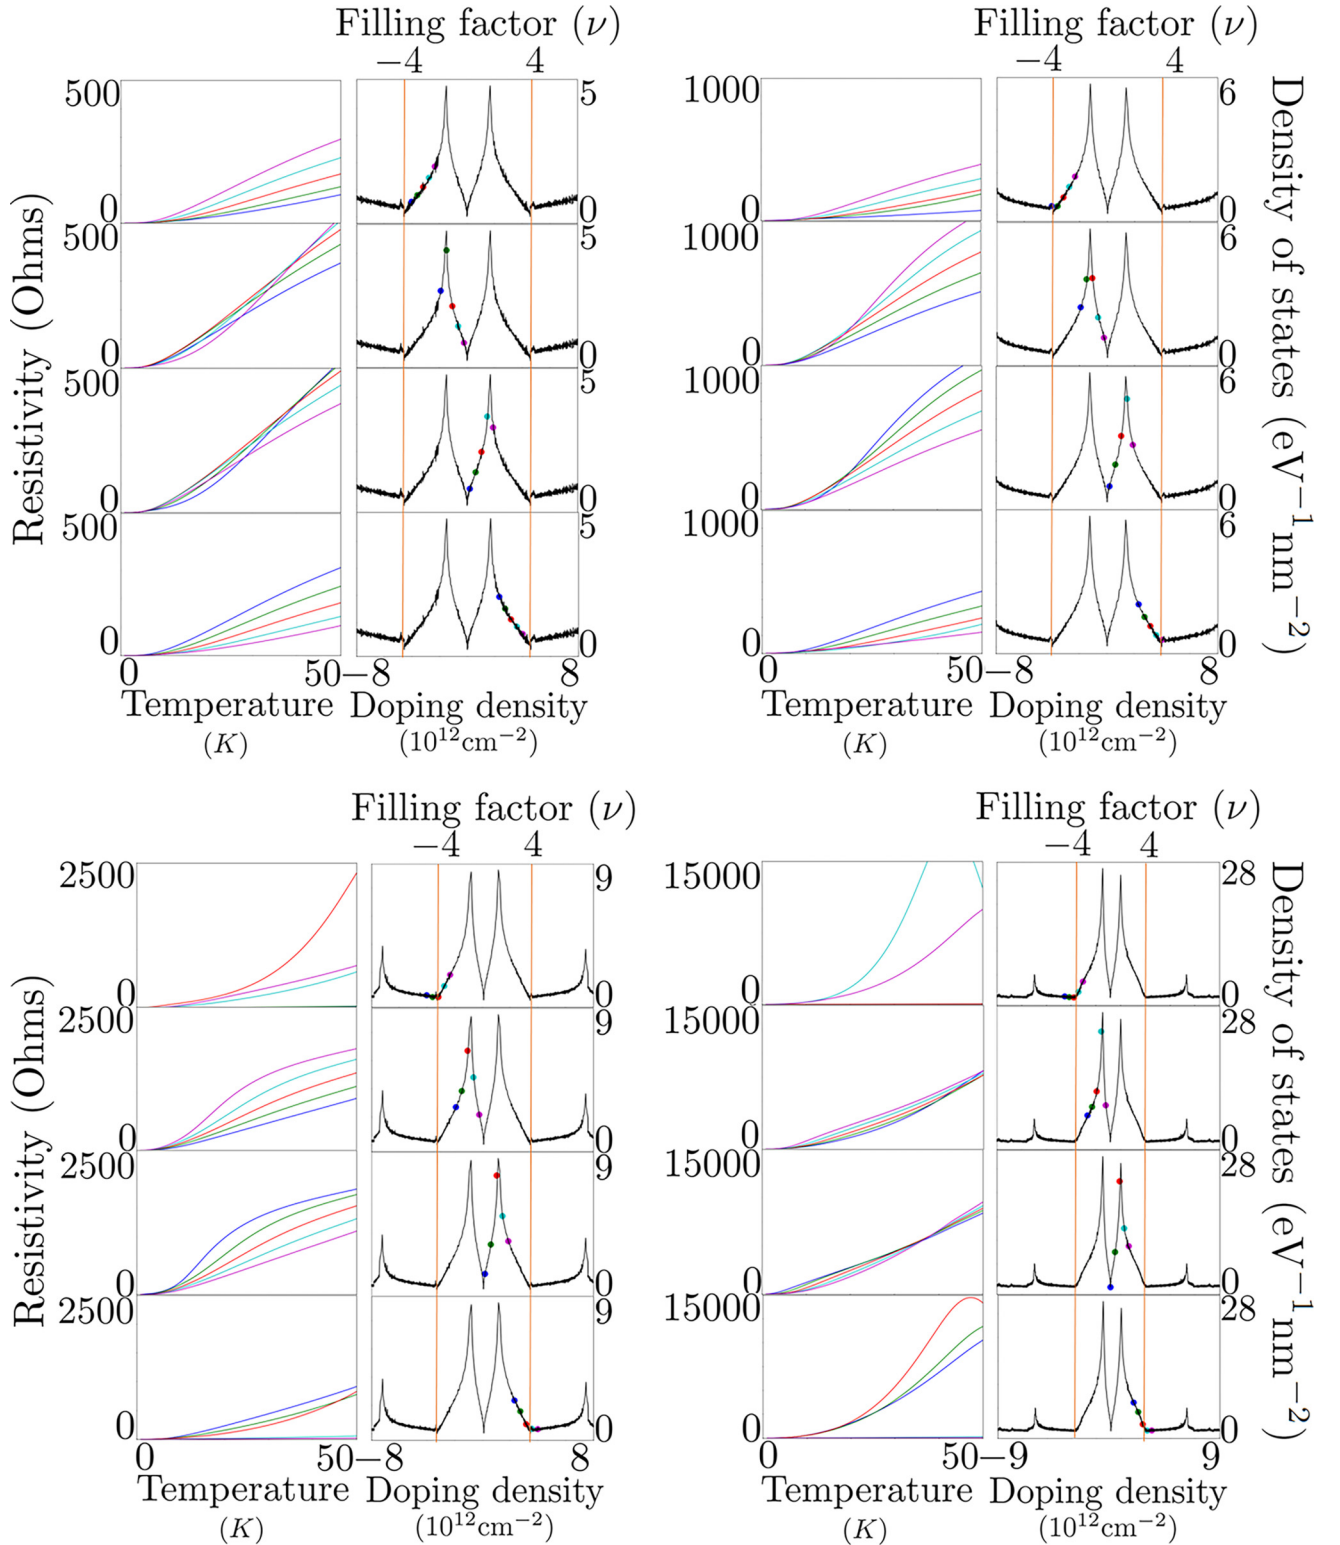 Filling factor (ν)
−4 4
500 5
0 0
500 5
0 0
500 5
0 0
500 5
0 0
Resistivity (Ohms)
0 50 −8 8
Temperature Doping density
(K) (10¹²cm⁻²)
Filling factor (ν)
−4 4
1000 6
0 0
1000 6
0 0
1000 6
0 0
1000 6
0 0
Density of states (eV⁻¹nm⁻²)
0 50 −8 8
Temperature Doping density
(K) (10¹²cm⁻²)
Filling factor (ν)
−4 4
2500 9
0 0
2500 9
0 0
2500 9
0 0
2500 9
0 0
Resistivity (Ohms)
0 50 −8 8
Temperature Doping density
(K) (10¹²cm⁻²)
Filling factor (ν)
−4 4
15000 28
0 0
15000 28
0 0
15000 28
0 0
15000 28
0 0
Density of states (eV⁻¹nm⁻²)
0 50 −9 9
Temperature Doping density
(K) (10¹²cm⁻²)